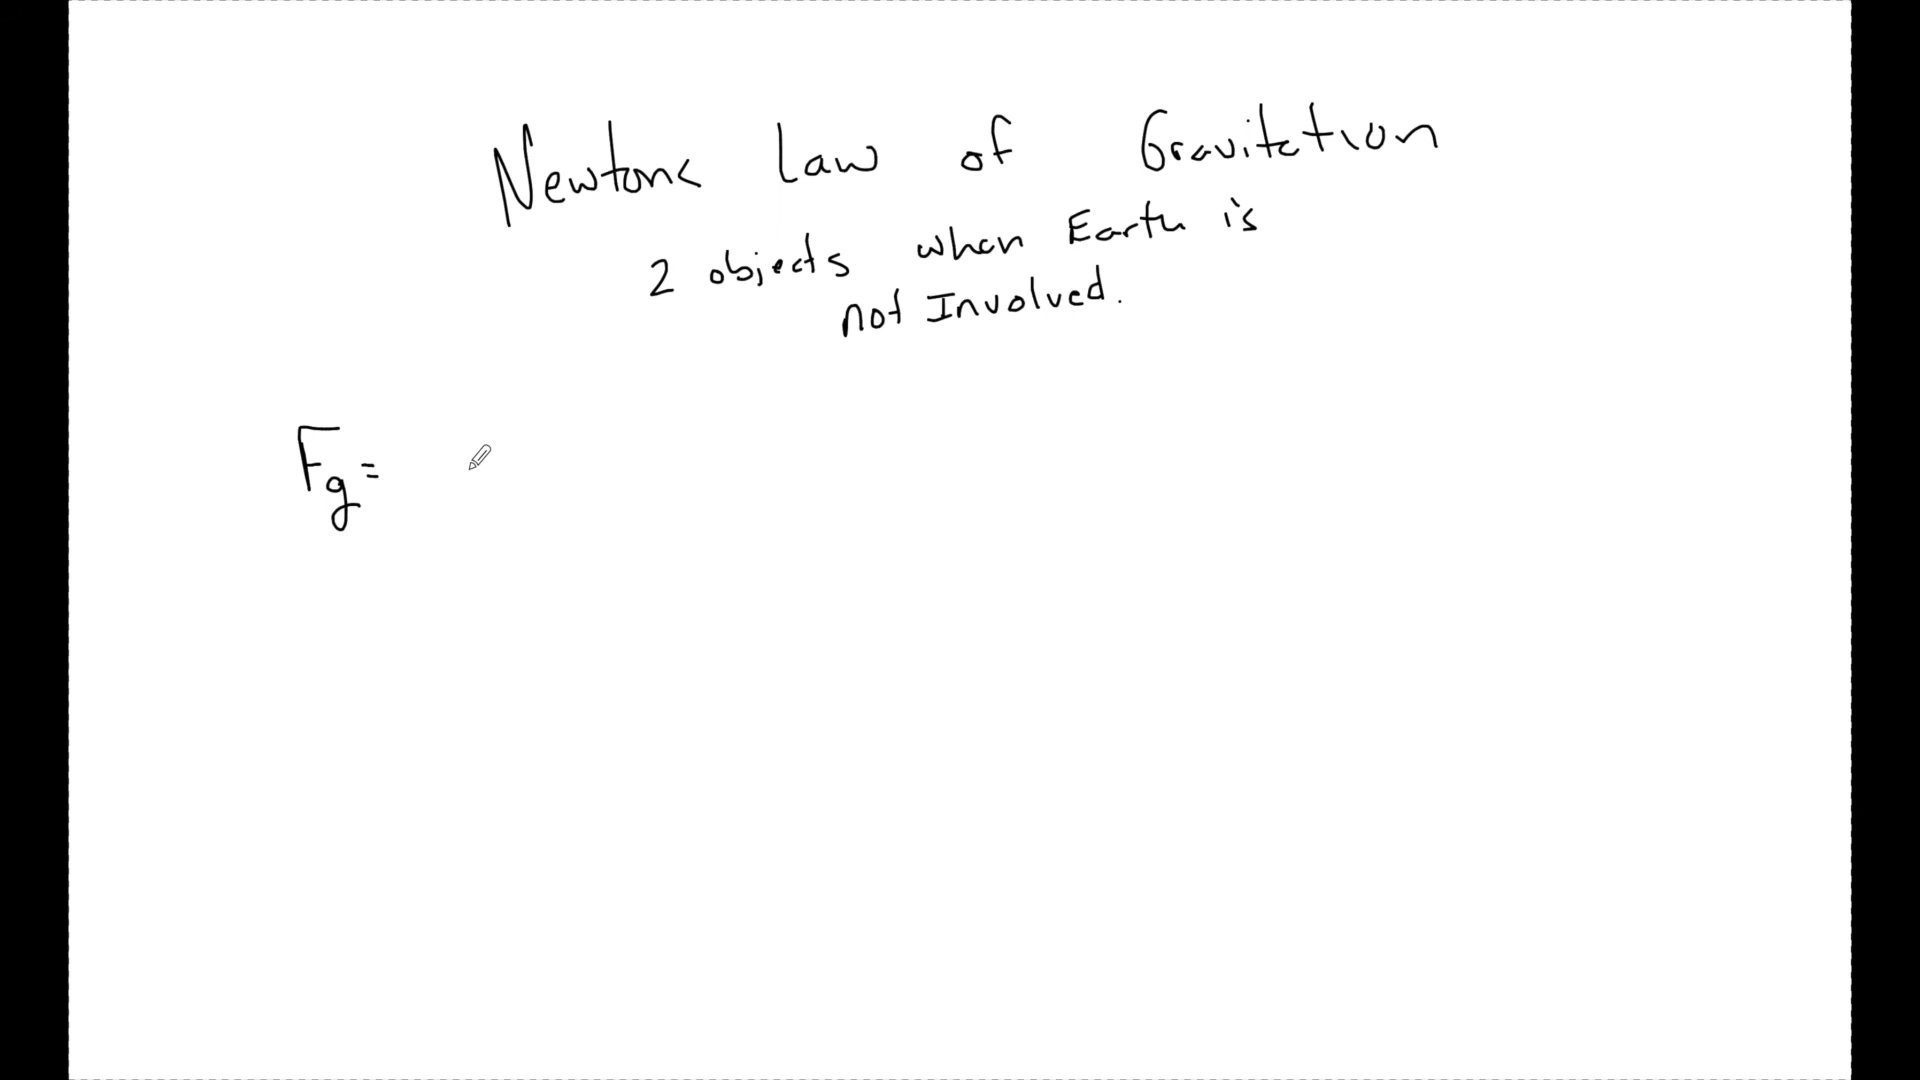 Newtons Law of Gravitation
2 objects when Earth is
not Involved.
Fg=